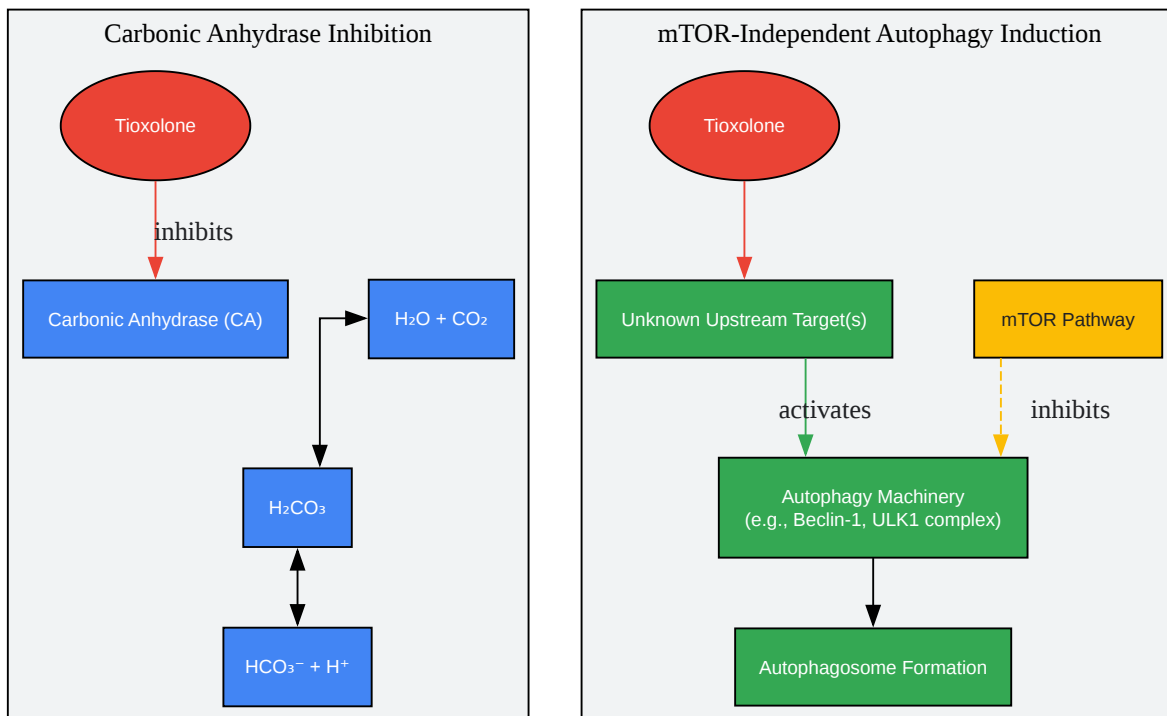 Carbonic Anhydrase Inhibition
Tioxolone
inhibits
Carbonic Anhydrase (CA)
H₂O + CO₂
H₂CO₃
HCO₃⁻ + H⁺
mTOR-Independent Autophagy Induction
Tioxolone
Unknown Upstream Target(s)
mTOR Pathway
activates
inhibits
Autophagy Machinery
(e.g., Beclin-1, ULK1 complex)
Autophagosome Formation